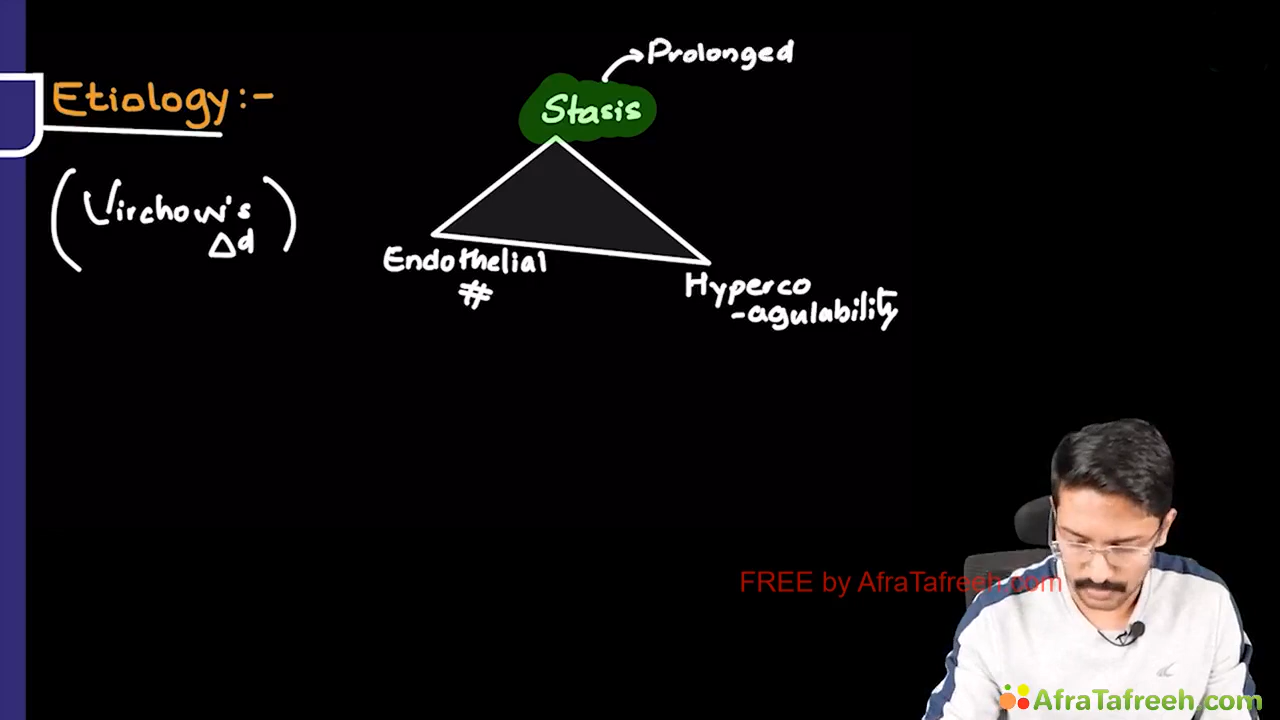 Prolonged
Etiology :-
Stasis
(Virchow's
Δd)
Endothelial
#
Hyperco
-agulability
FREE by AfraTafreeh.com
AfraTafreeh.com